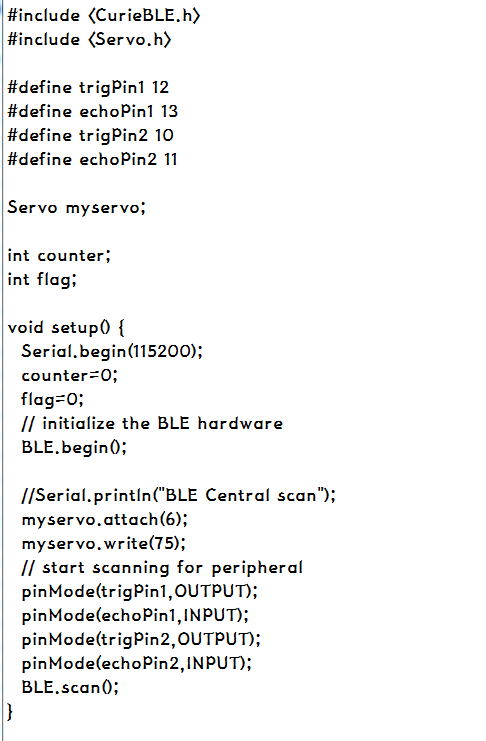 #include <CurieBLE.h>
#include <Servo.h>

#define trigPin1 12
#define echoPin1 13
#define trigPin2 10
#define echoPin2 11

Servo myservo;

int counter;
int flag;

void setup() {
  Serial.begin(115200);
  counter=0;
  flag=0;
  // initialize the BLE hardware
  BLE.begin();

  //Serial.println("BLE Central scan");
  myservo.attach(6);
  myservo.write(75);
  // start scanning for peripheral
  pinMode(trigPin1,OUTPUT);
  pinMode(echoPin1,INPUT);
  pinMode(trigPin2,OUTPUT);
  pinMode(echoPin2,INPUT);
  BLE.scan();
}